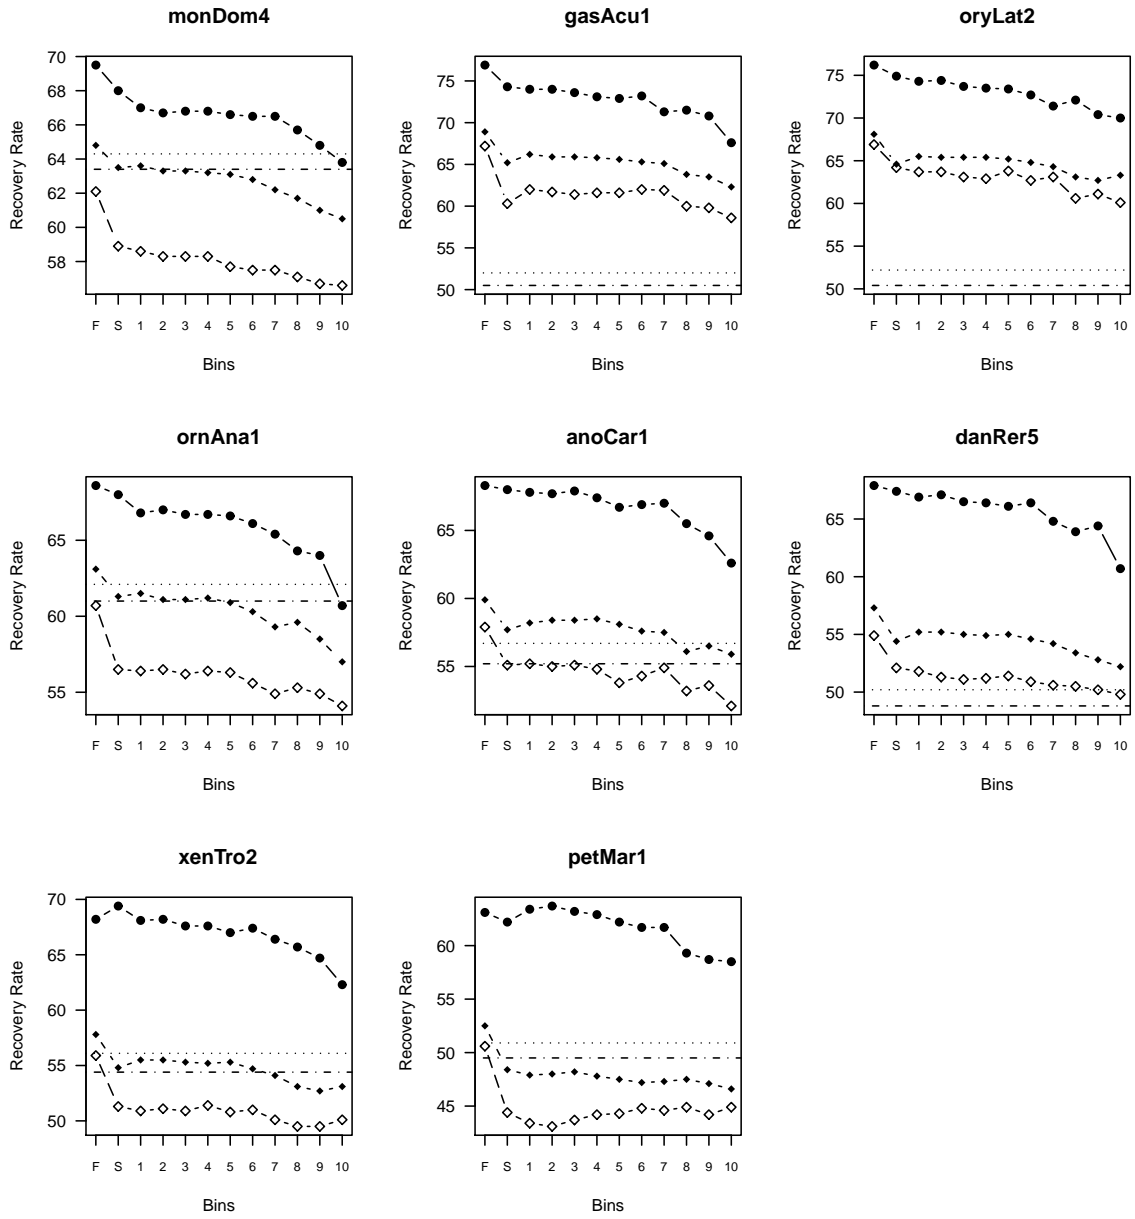 monDom4
gasAcu1
oryLat2
Recovery Rate
70
68
66
64
62
60
58
F S 1 2 3 4 5 6 7 8 9 10
Bins
Recovery Rate
75
70
65
60
55
50
F S 1 2 3 4 5 6 7 8 9 10
Bins
Recovery Rate
75
70
65
60
55
50
F S 1 2 3 4 5 6 7 8 9 10
Bins
ornAna1
anoCar1
danRer5
Recovery Rate
65
60
55
F S 1 2 3 4 5 6 7 8 9 10
Bins
Recovery Rate
65
60
55
F S 1 2 3 4 5 6 7 8 9 10
Bins
Recovery Rate
65
60
55
50
F S 1 2 3 4 5 6 7 8 9 10
Bins
xenTro2
petMar1
Recovery Rate
70
65
60
55
50
F S 1 2 3 4 5 6 7 8 9 10
Bins
Recovery Rate
60
55
50
45
F S 1 2 3 4 5 6 7 8 9 10
Bins